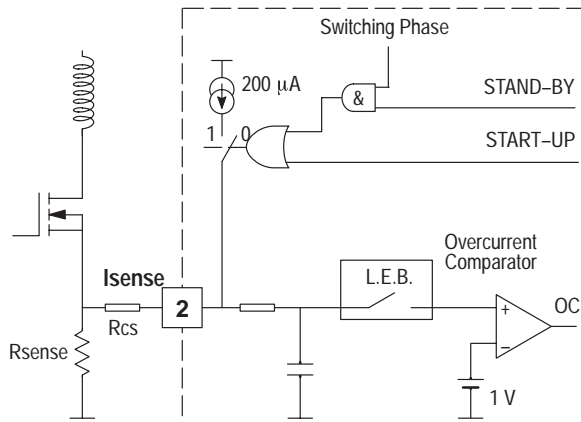 Switching Phase
200 μA
&
STAND–BY
1 0
START–UP
Overcurrent
Comparator
Isense
L.E.B.
2
Rcs
+
OC
Rsense
–
1 V